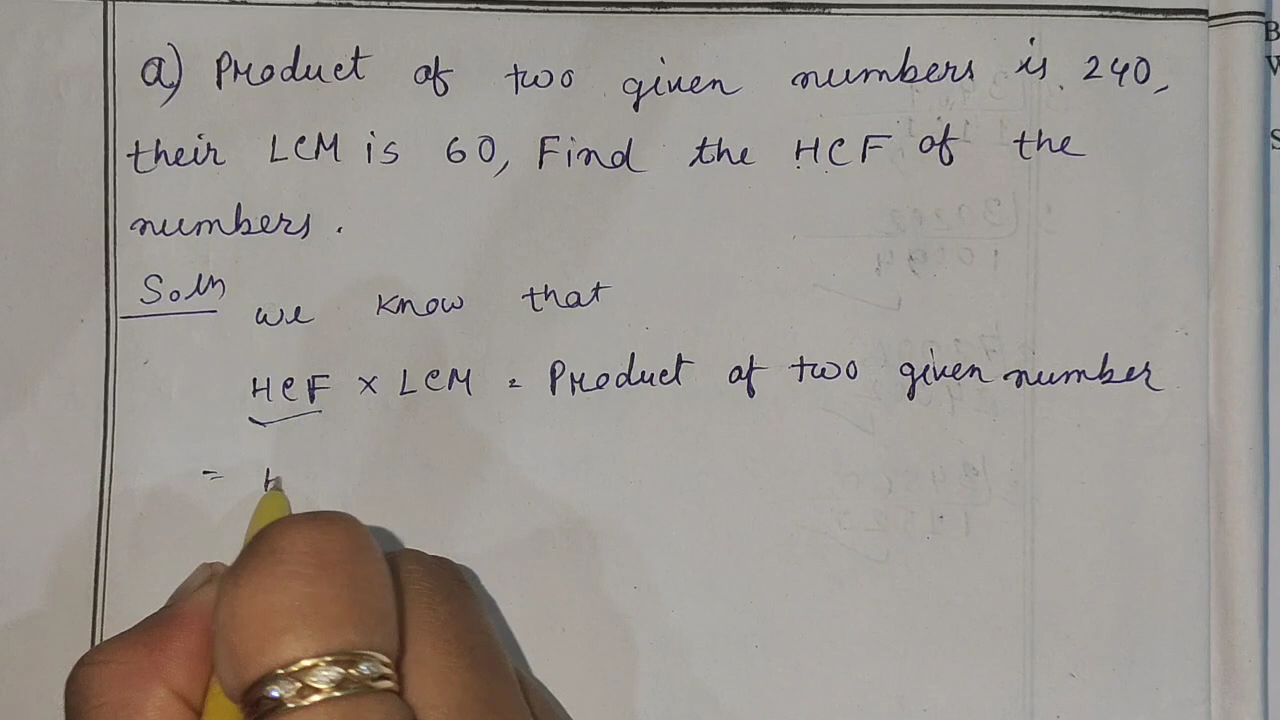 a) Product of two given numbers is 240,
their LCM is 60, Find the HCF of the
numbers.
Soln
we know that
HCF × LCM = Product of two given number
=